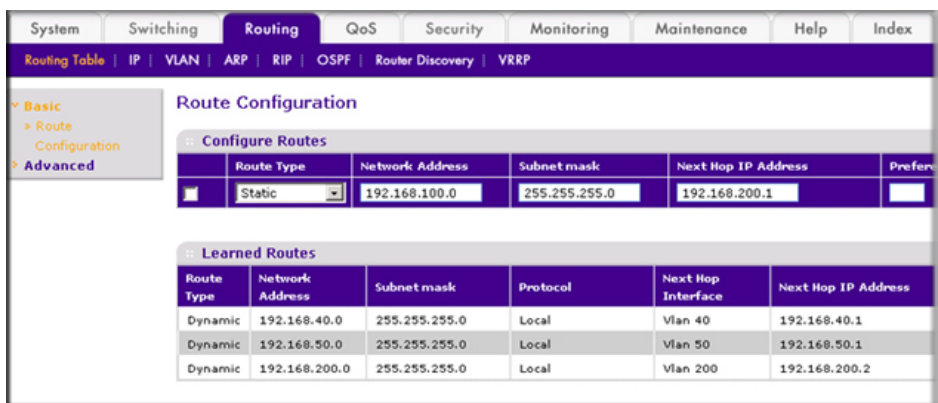 System Switching Routing QoS Security Monitoring Maintenance Help Index
Routing Table | IP | VLAN | ARP | RIP | OSPF | Router Discovery | VRRP
Basic
» Route Configuration
Advanced
Route Configuration
Configure Routes
Route Type Network Address Subnet mask Next Hop IP Address
Static 192.168.100.0 255.255.255.0 192.168.200.1
Learned Routes
Route Type Network Address Subnet mask Protocol Next Hop Interface Next Hop IP Address
Dynamic 192.168.40.0 255.255.255.0 Local Vlan 40 192.168.40.1
Dynamic 192.168.50.0 255.255.255.0 Local Vlan 50 192.168.50.1
Dynamic 192.168.200.0 255.255.255.0 Local Vlan 200 192.168.200.2